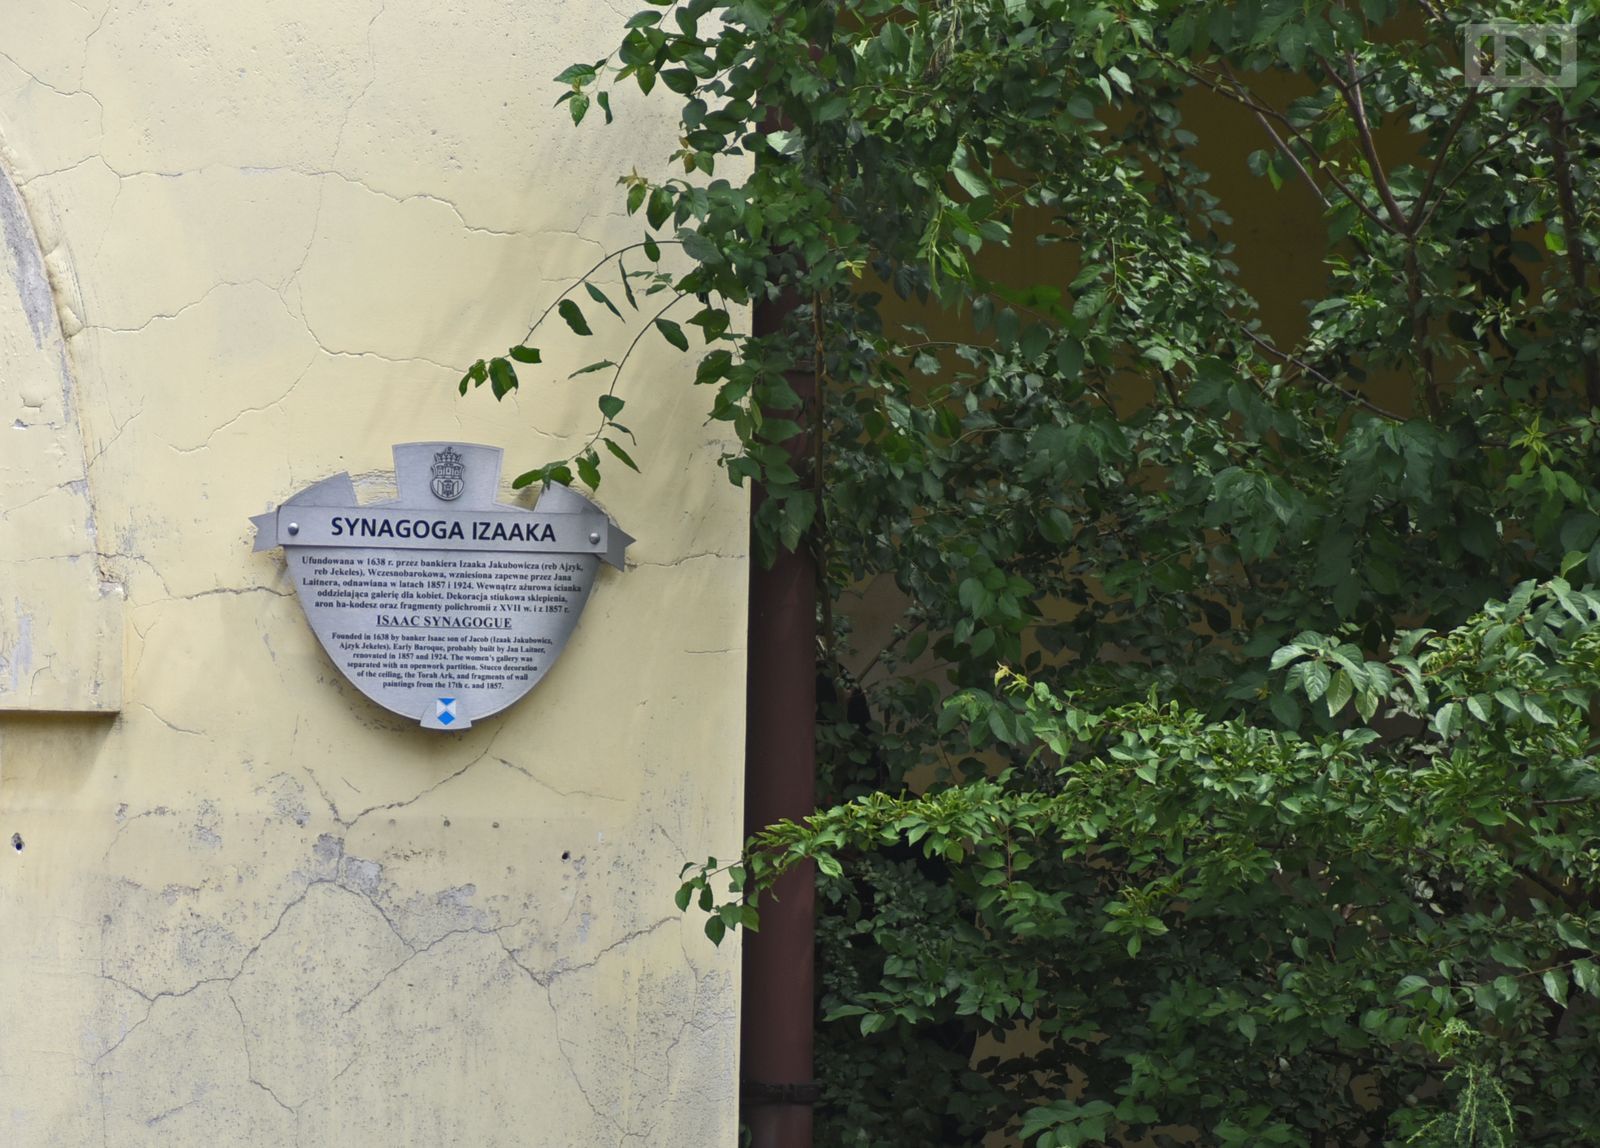 IN
SYNAGOGA IZAAKA
Ufundowana w 1638 r. przez bankiera Izaaka Jakubowicza (reb Ajzyk,
reb Jekeles). Wczesnobarokowa, wzniesiona zapewne przez Jana
Laitnera, odnawiana w latach 1857 i 1924. Wewnątrz ażurowa ścianka
oddzielająca galerię dla kobiet. Dekoracja stiukowa sklepienia,
aron ha-kodesz oraz fragmenty polichromii z XVII w. i z 1857 r.
ISAAC SYNAGOGUE
Founded in 1638 by banker Isaac son of Jacob (Izaak Jakubowicz,
Ajzyk Jekeles). Early Baroque, probably built by Jan Laitner,
renovated in 1857 and 1924. The women's gallery was
separated with an openwork partition. Stucco decoration
of the ceiling, the Torah Ark, and fragments of wall
paintings from the 17th c. and 1857.